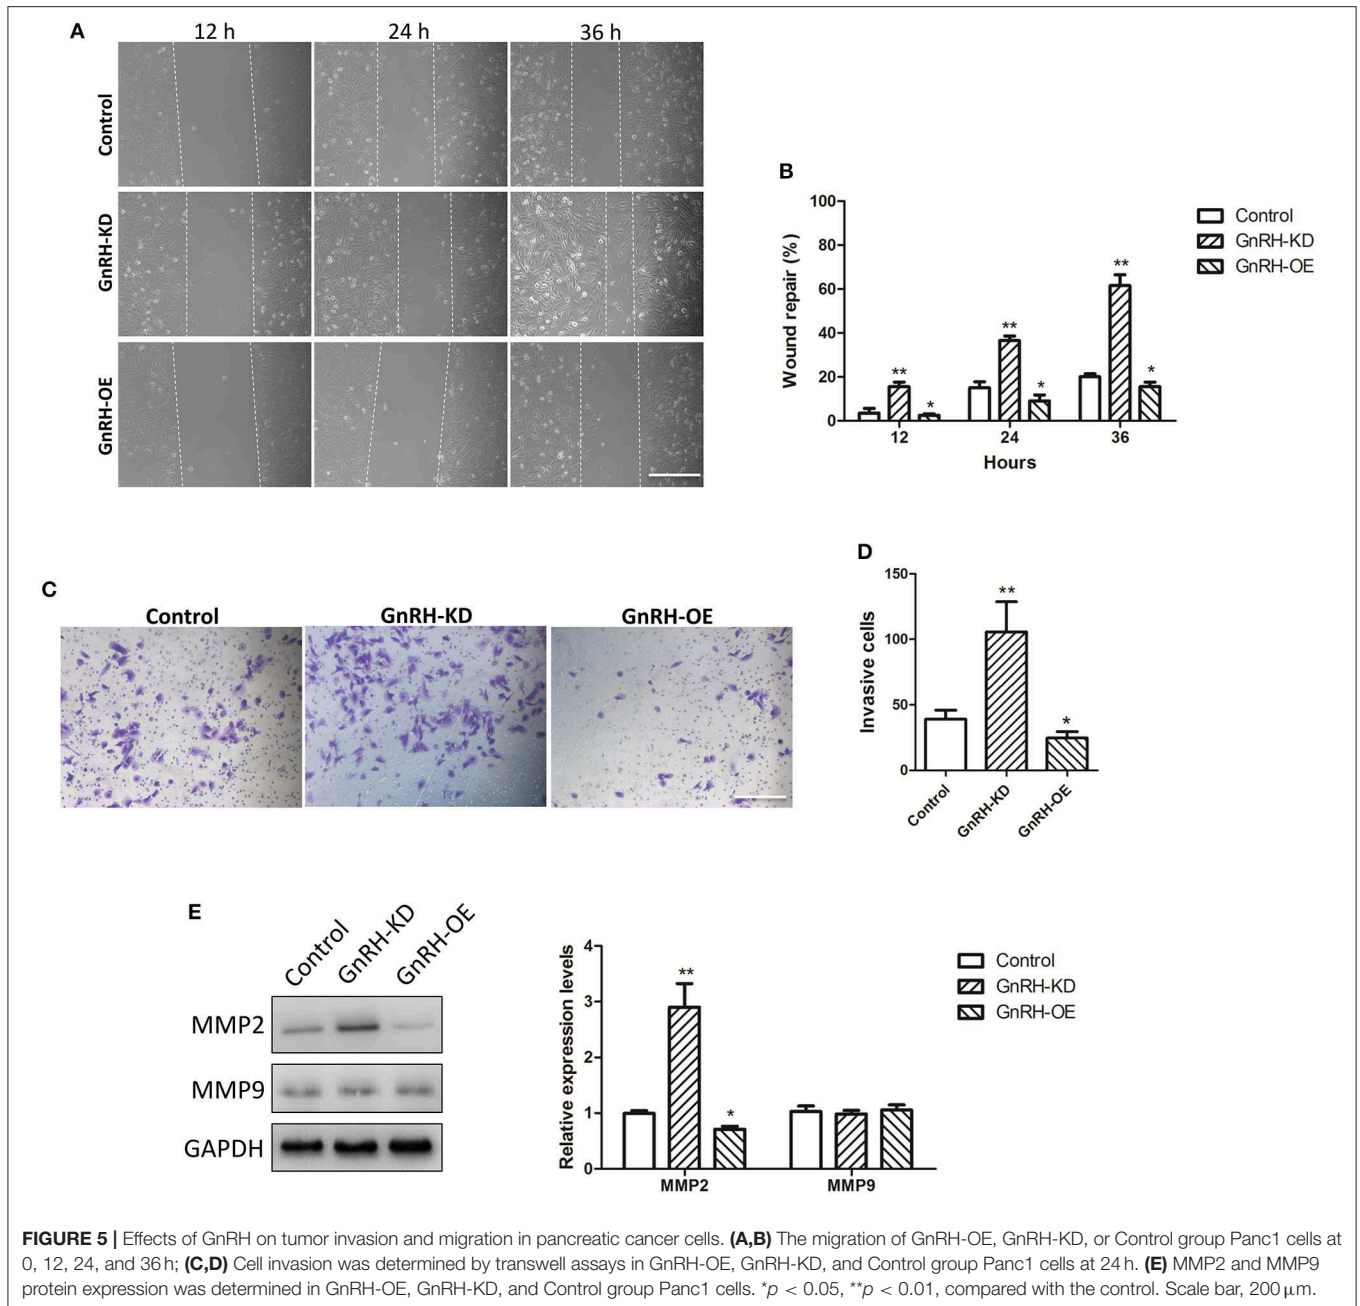 A
12 h 24 h 36 h
Control
GnRH-KD
GnRH-OE
B
100
80
60
40
20
0
Wound repair (%)
** * ** * ** *
12 24 36
Hours
Control
GnRH-KD
GnRH-OE
C
Control GnRH-KD GnRH-OE
D
150
100
50
0
Invasive cells
** *
Control GnRH-KD GnRH-OE
E
Control GnRH-KD GnRH-OE
MMP2
MMP9
GAPDH
4
3
2
1
0
Relative expression levels
** *
MMP2 MMP9
Control
GnRH-KD
GnRH-OE
FIGURE 5 | Effects of GnRH on tumor invasion and migration in pancreatic cancer cells. (A,B) The migration of GnRH-OE, GnRH-KD, or Control group Panc1 cells at
0, 12, 24, and 36 h; (C,D) Cell invasion was determined by transwell assays in GnRH-OE, GnRH-KD, and Control group Panc1 cells at 24 h. (E) MMP2 and MMP9
protein expression was determined in GnRH-OE, GnRH-KD, and Control group Panc1 cells. *p < 0.05, **p < 0.01, compared with the control. Scale bar, 200 μm.